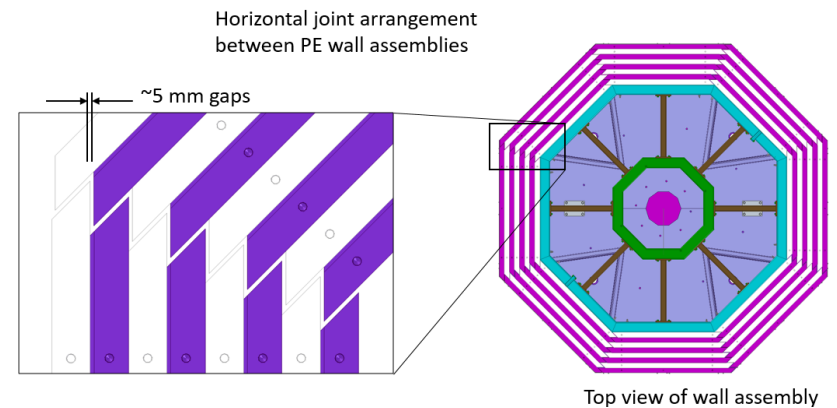 Horizontal joint arrangement
between PE wall assemblies
~5 mm gaps
Top view of wall assembly